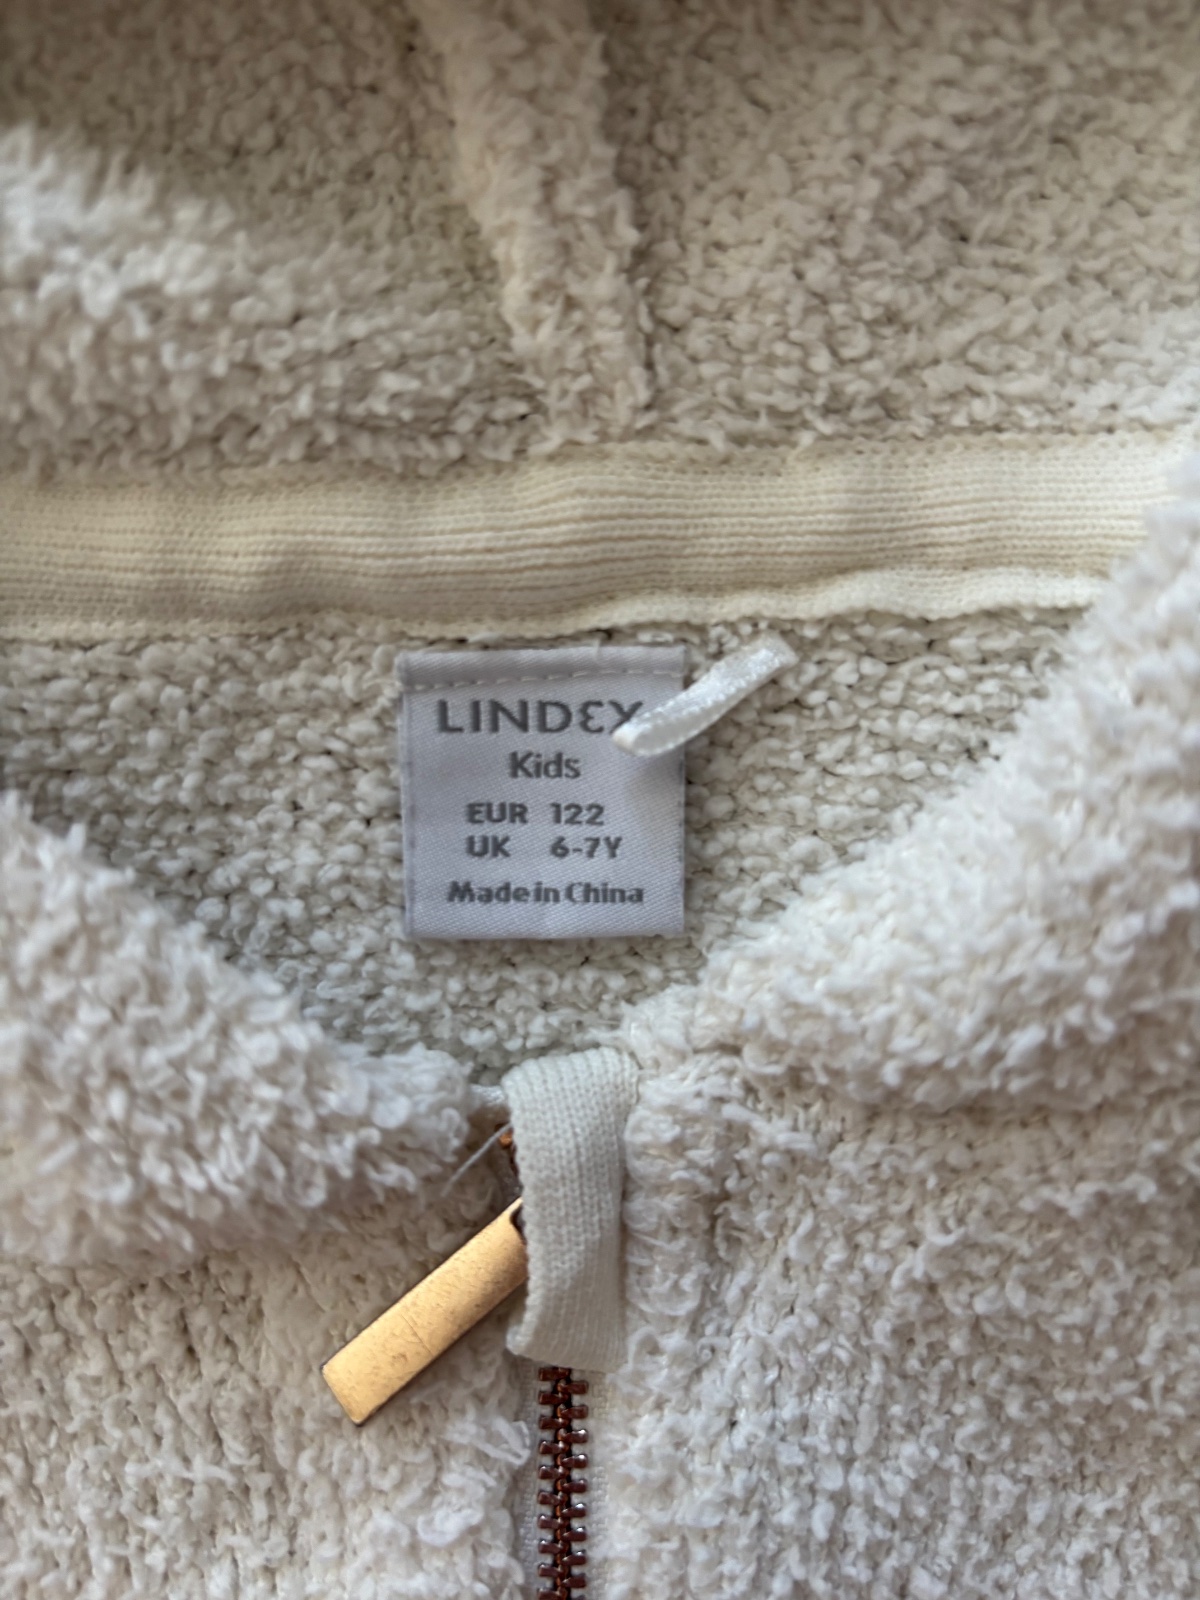 LINDEX
Kids
EUR 122
UK 6-7Y
Made in China